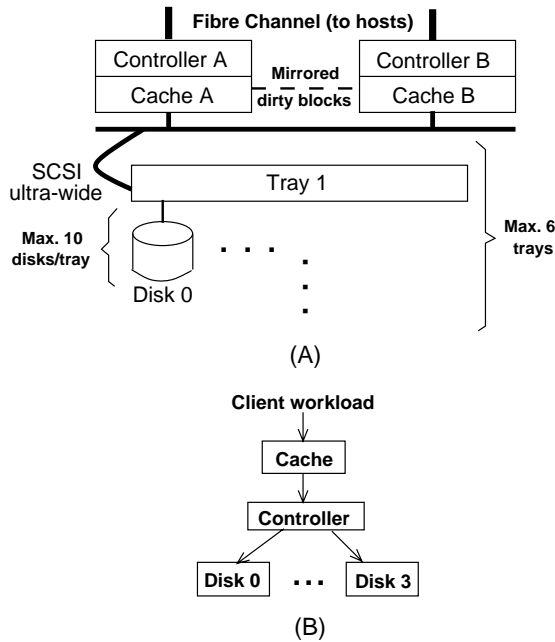 Fibre Channel (to hosts)
Controller A
Cache A
Mirrored
dirty blocks
Controller B
Cache B
SCSI
ultra-wide
Tray 1
Max. 10
disks/tray
Disk 0
Max. 6
trays
(A)
Client workload
Cache
Controller
Disk 0
Disk 3
(B)